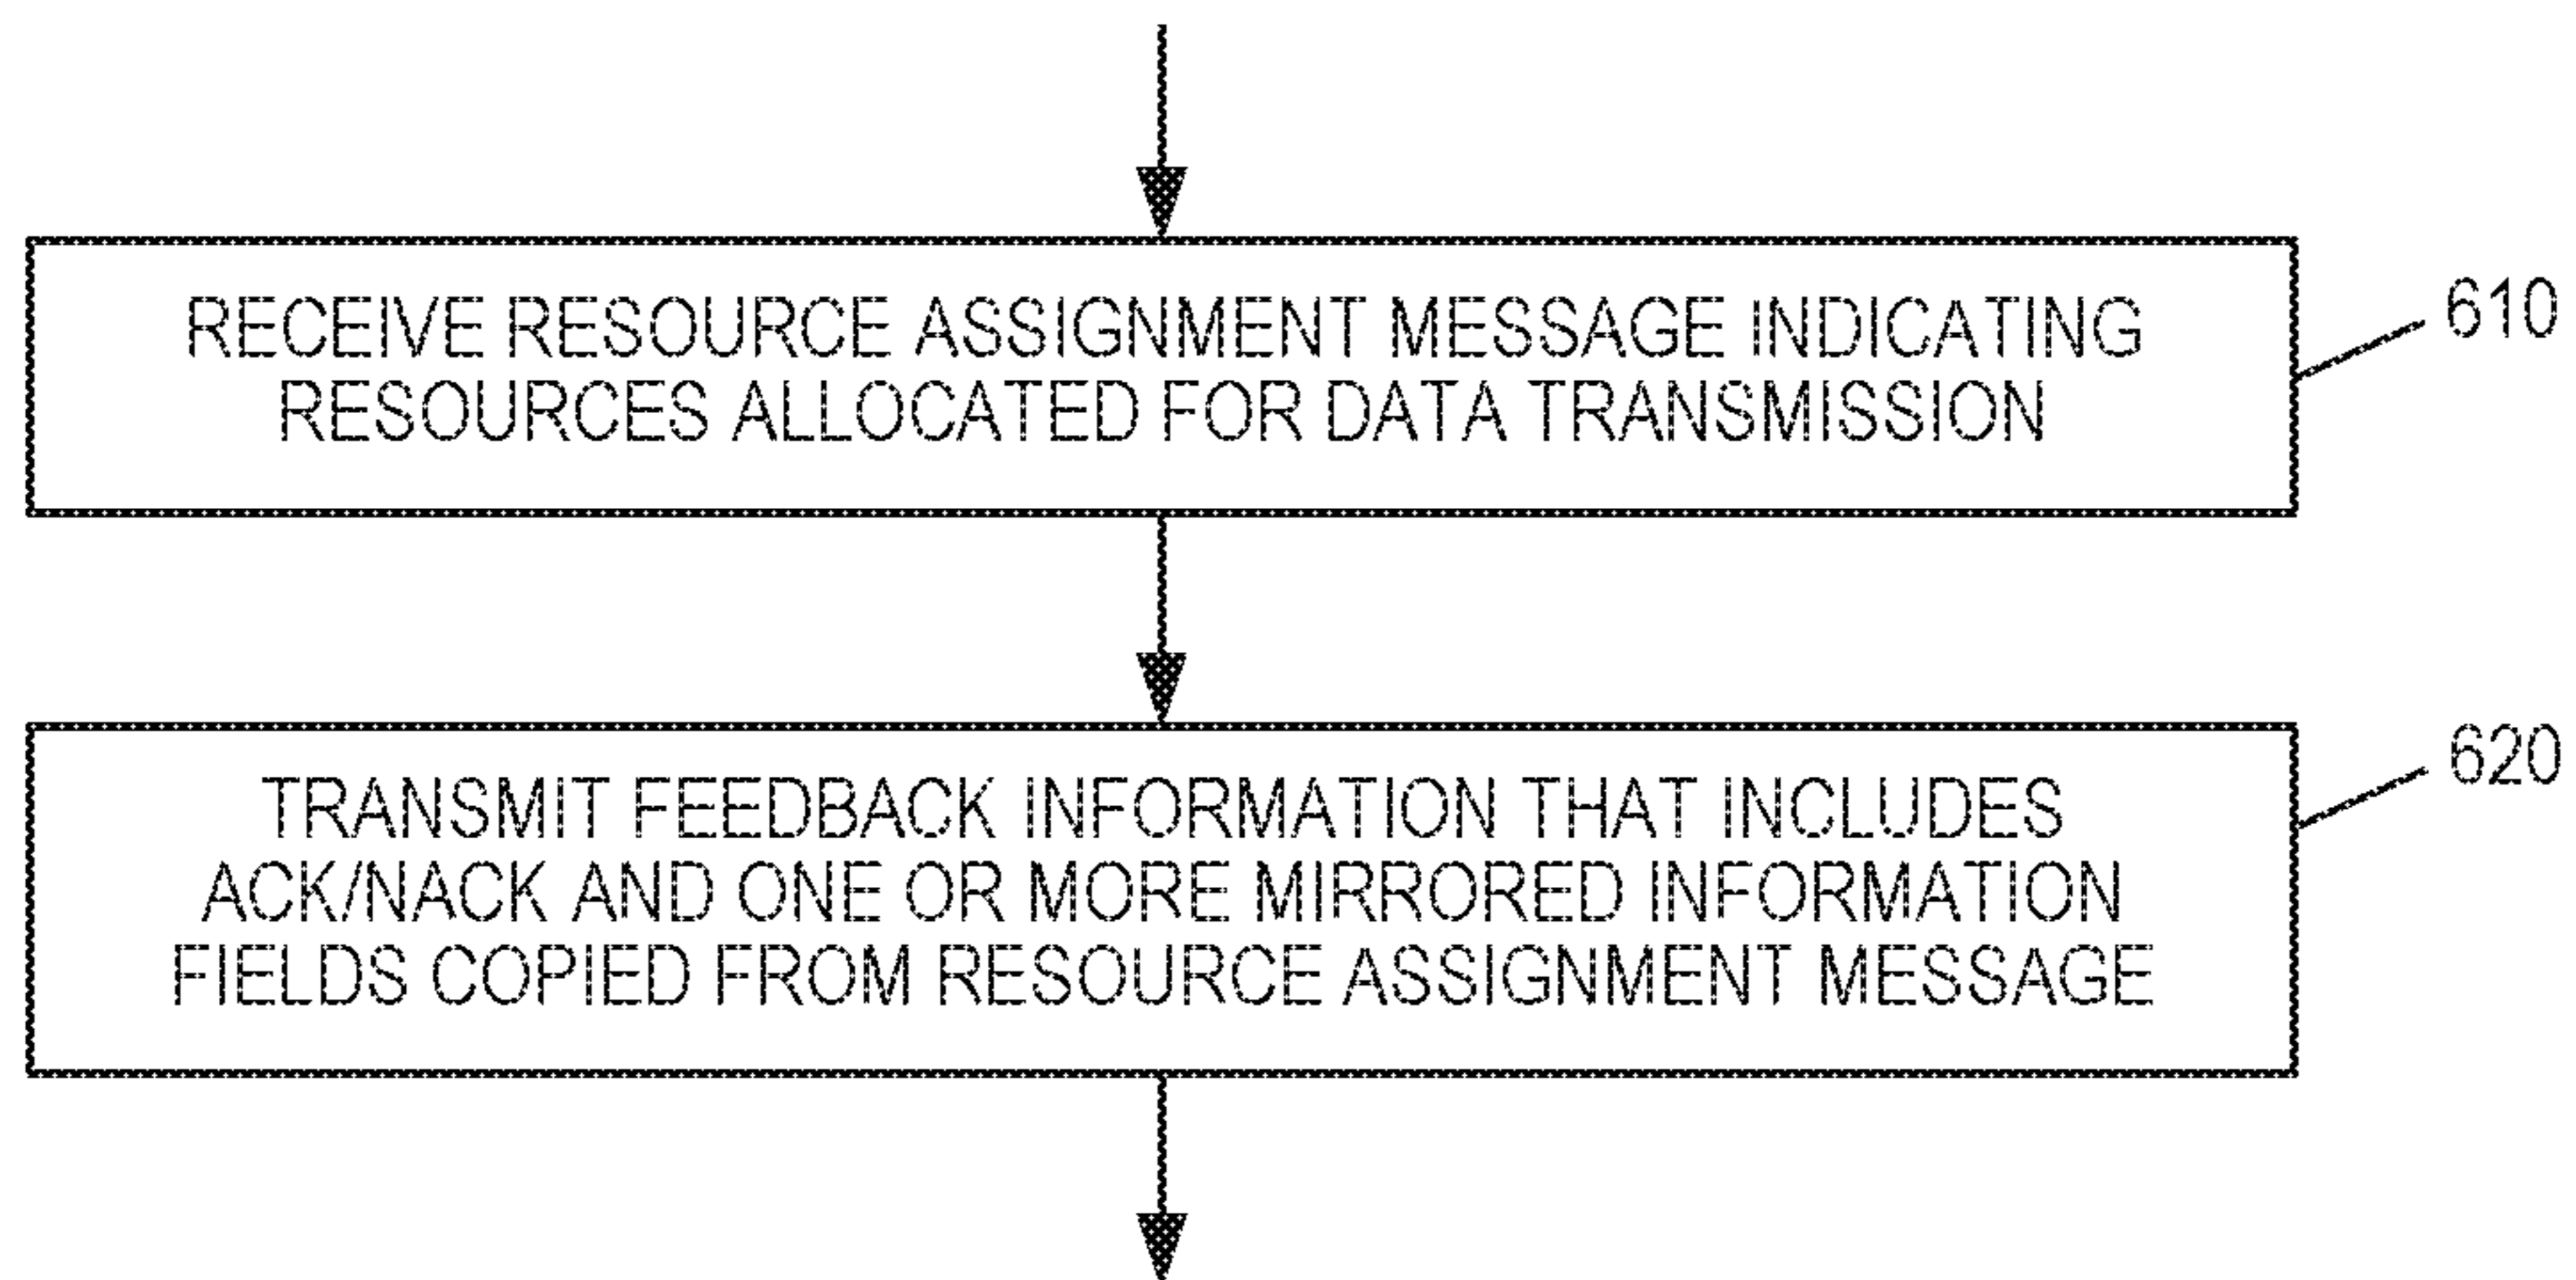 RECEIVE RESOURCE ASSIGNMENT MESSAGE INDICATING
RESOURCES ALLOCATED FOR DATA TRANSMISSION
610
TRANSMIT FEEDBACK INFORMATION THAT INCLUDES
ACK/NACK AND ONE OR MORE MIRRORED INFORMATION
FIELDS COPIED FROM RESOURCE ASSIGNMENT MESSAGE
620